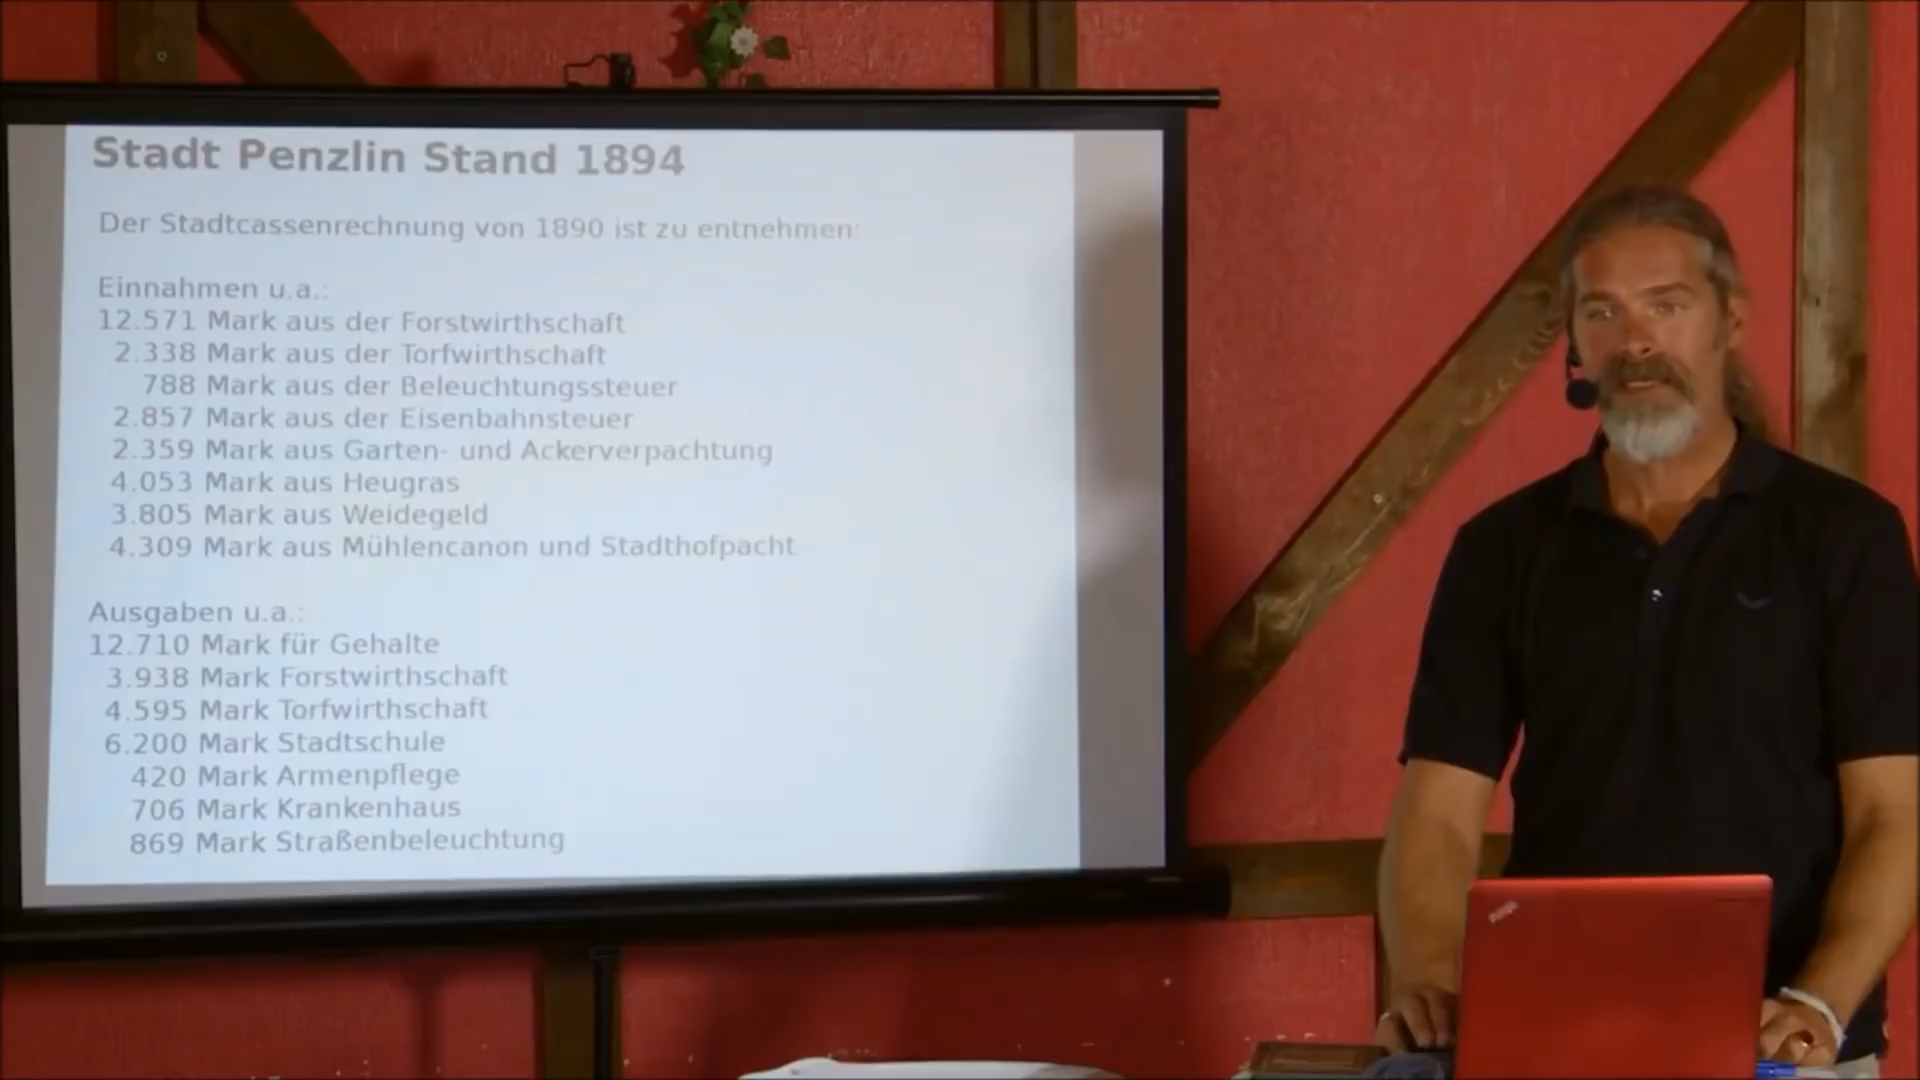 Stadt Penzlin Stand 1894
Der Stadtcassenrechnung von 1890 ist zu entnehmen:
Einnahmen u.a.:
12.571 Mark aus der Forstwirthschaft
2.338 Mark aus der Torfwirthschaft
788 Mark aus der Beleuchtungssteuer
2.857 Mark aus der Eisenbahnsteuer
2.359 Mark aus Garten- und Ackerverpachtung
4.053 Mark aus Heugras
3.805 Mark aus Weidegeld
4.309 Mark aus Mühlencanon und Stadthofpacht
Ausgaben u.a.:
12.710 Mark für Gehalte
3.938 Mark Forstwirthschaft
4.595 Mark Torfwirthschaft
6.200 Mark Stadtschule
420 Mark Armenpflege
706 Mark Krankenhaus
869 Mark Straßenbeleuchtung